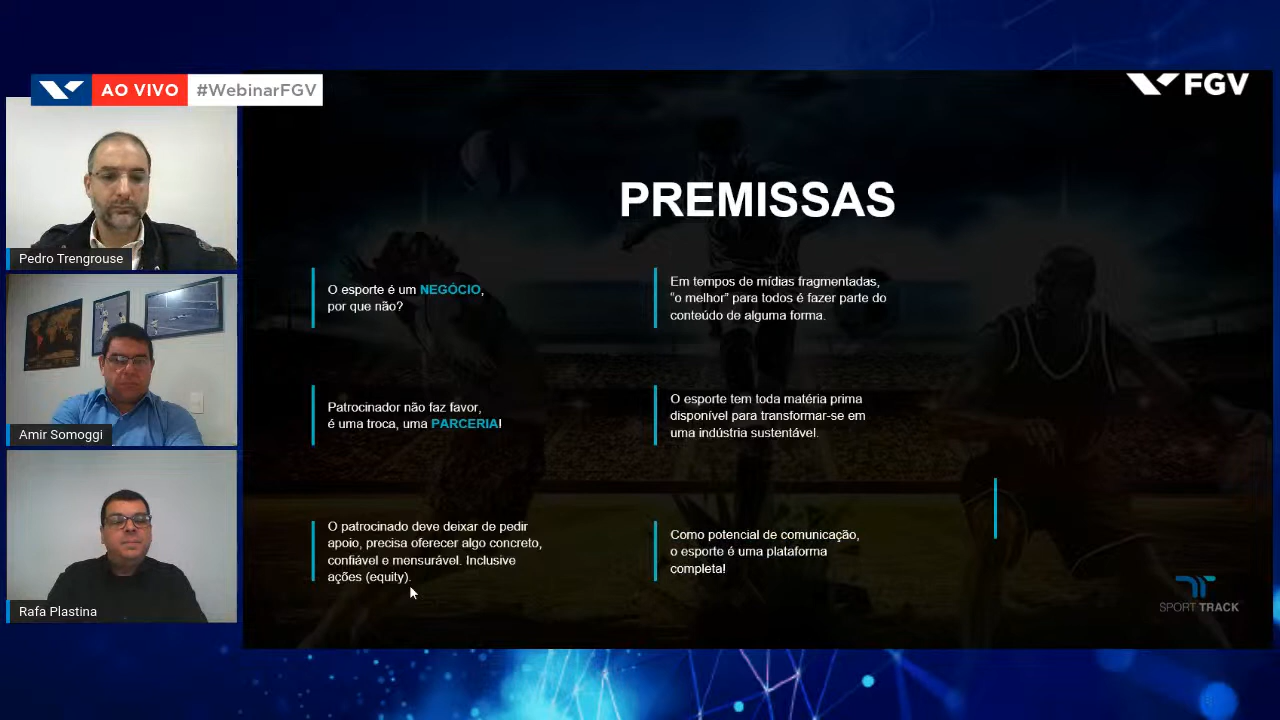 AO VIVO
#WebinarFGV
FGV
Pedro Trengrouse
Amir Somoggi
Rafa Plastina
PREMISSAS
O esporte é um NEGÓCIO,
por que não?
Patrocinador não faz favor,
é uma troca, uma PARCERIA!
O patrocinado deve deixar de pedir
apoio, precisa oferecer algo concreto,
confiável e mensurável. Inclusive
ações (equity).
Em tempos de mídias fragmentadas,
"o melhor" para todos é fazer parte do
conteúdo de alguma forma.
O esporte tem toda matéria prima
disponível para transformar-se em
uma indústria sustentável.
Como potencial de comunicação,
o esporte é uma plataforma
completa!
SPORT TRACK